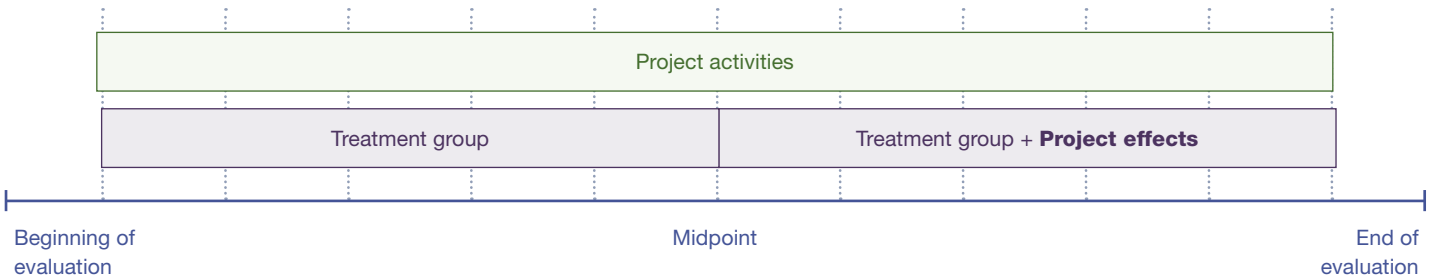 Project activities
Treatment group
Treatment group + Project effects
Beginning of
evaluation
Midpoint
End of
evaluation